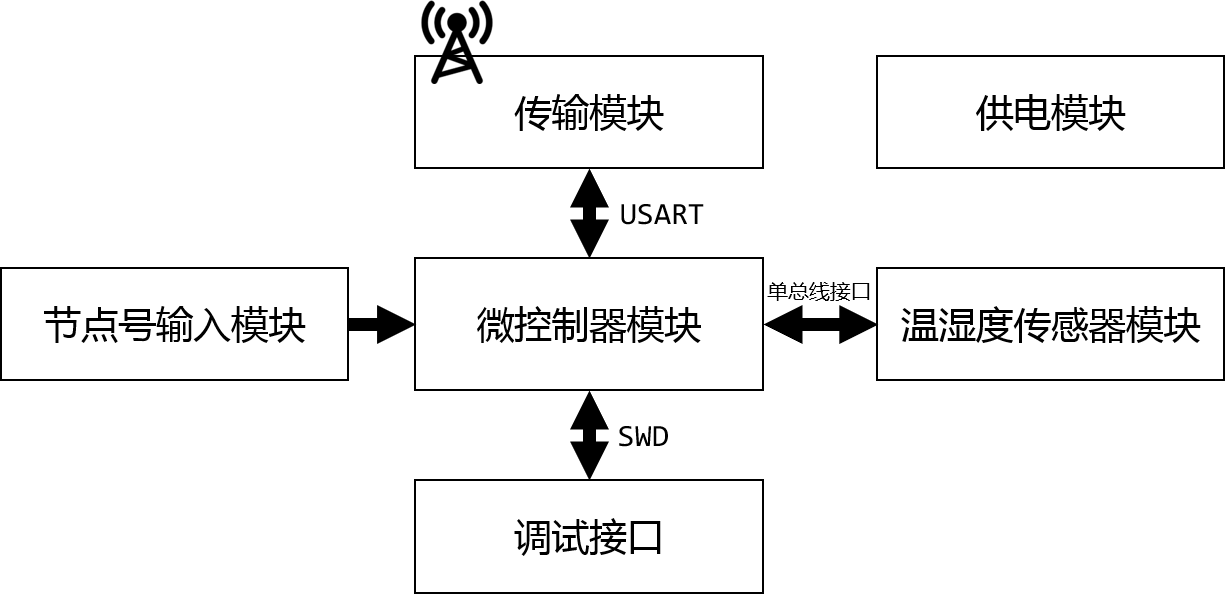 传输模块
供电模块
USART
节点号输入模块
微控制器模块
单总线接口
温湿度传感器模块
SWD
调试接口